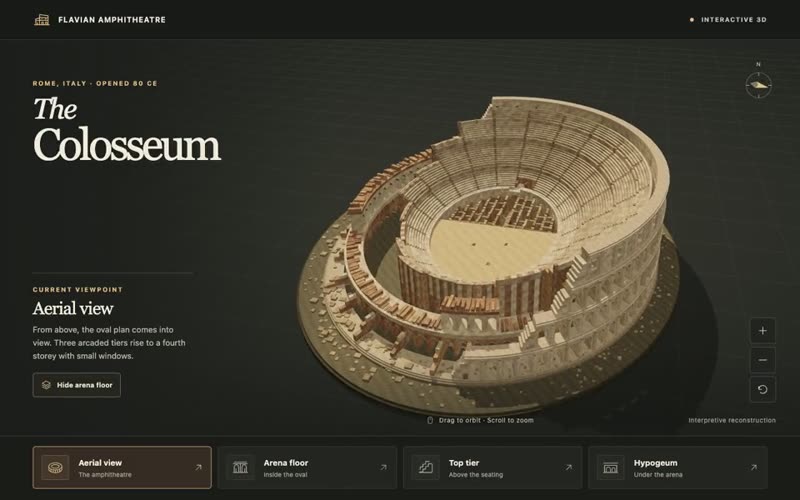 FLAVIAN AMPHITHEATRE
INTERACTIVE 3D
ROME, ITALY · OPENED 80 CE
The
Colosseum
N
CURRENT VIEWPOINT
Aerial view
From above, the oval plan comes into
view. Three arcaded tiers rise to a fourth
storey with small windows.
Hide arena floor
Drag to orbit · Scroll to zoom
Interpretive reconstruction
Aerial view
The amphitheatre
Arena floor
Inside the oval
Top tier
Above the seating
Hypogeum
Under the arena